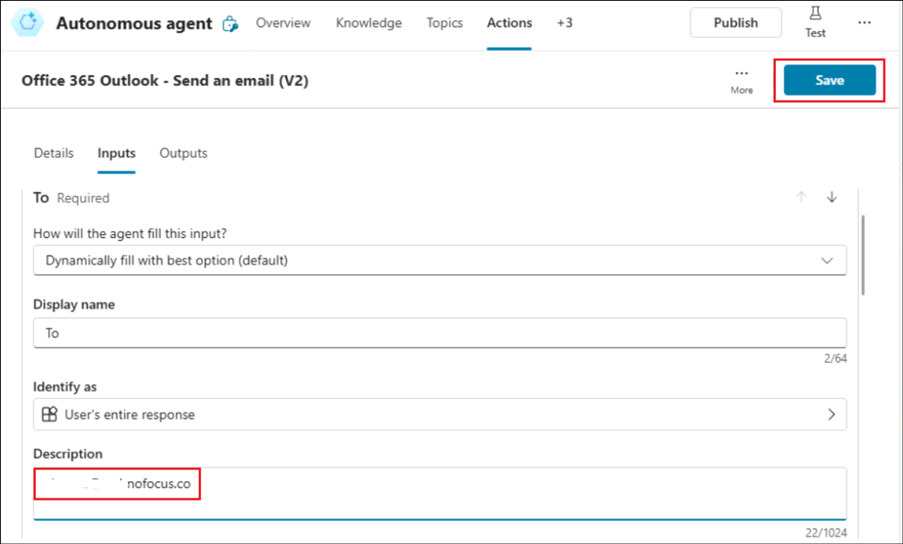 Autonomous agent Overview Knowledge Topics Actions +3 Publish Test ...
Office 365 Outlook - Send an email (V2) ... More Save
Details Inputs Outputs
To Required
How will the agent fill this input?
Dynamically fill with best option (default)
Display name
To
2/64
Identify as
User's entire response
Description
nofocus.co
22/1024